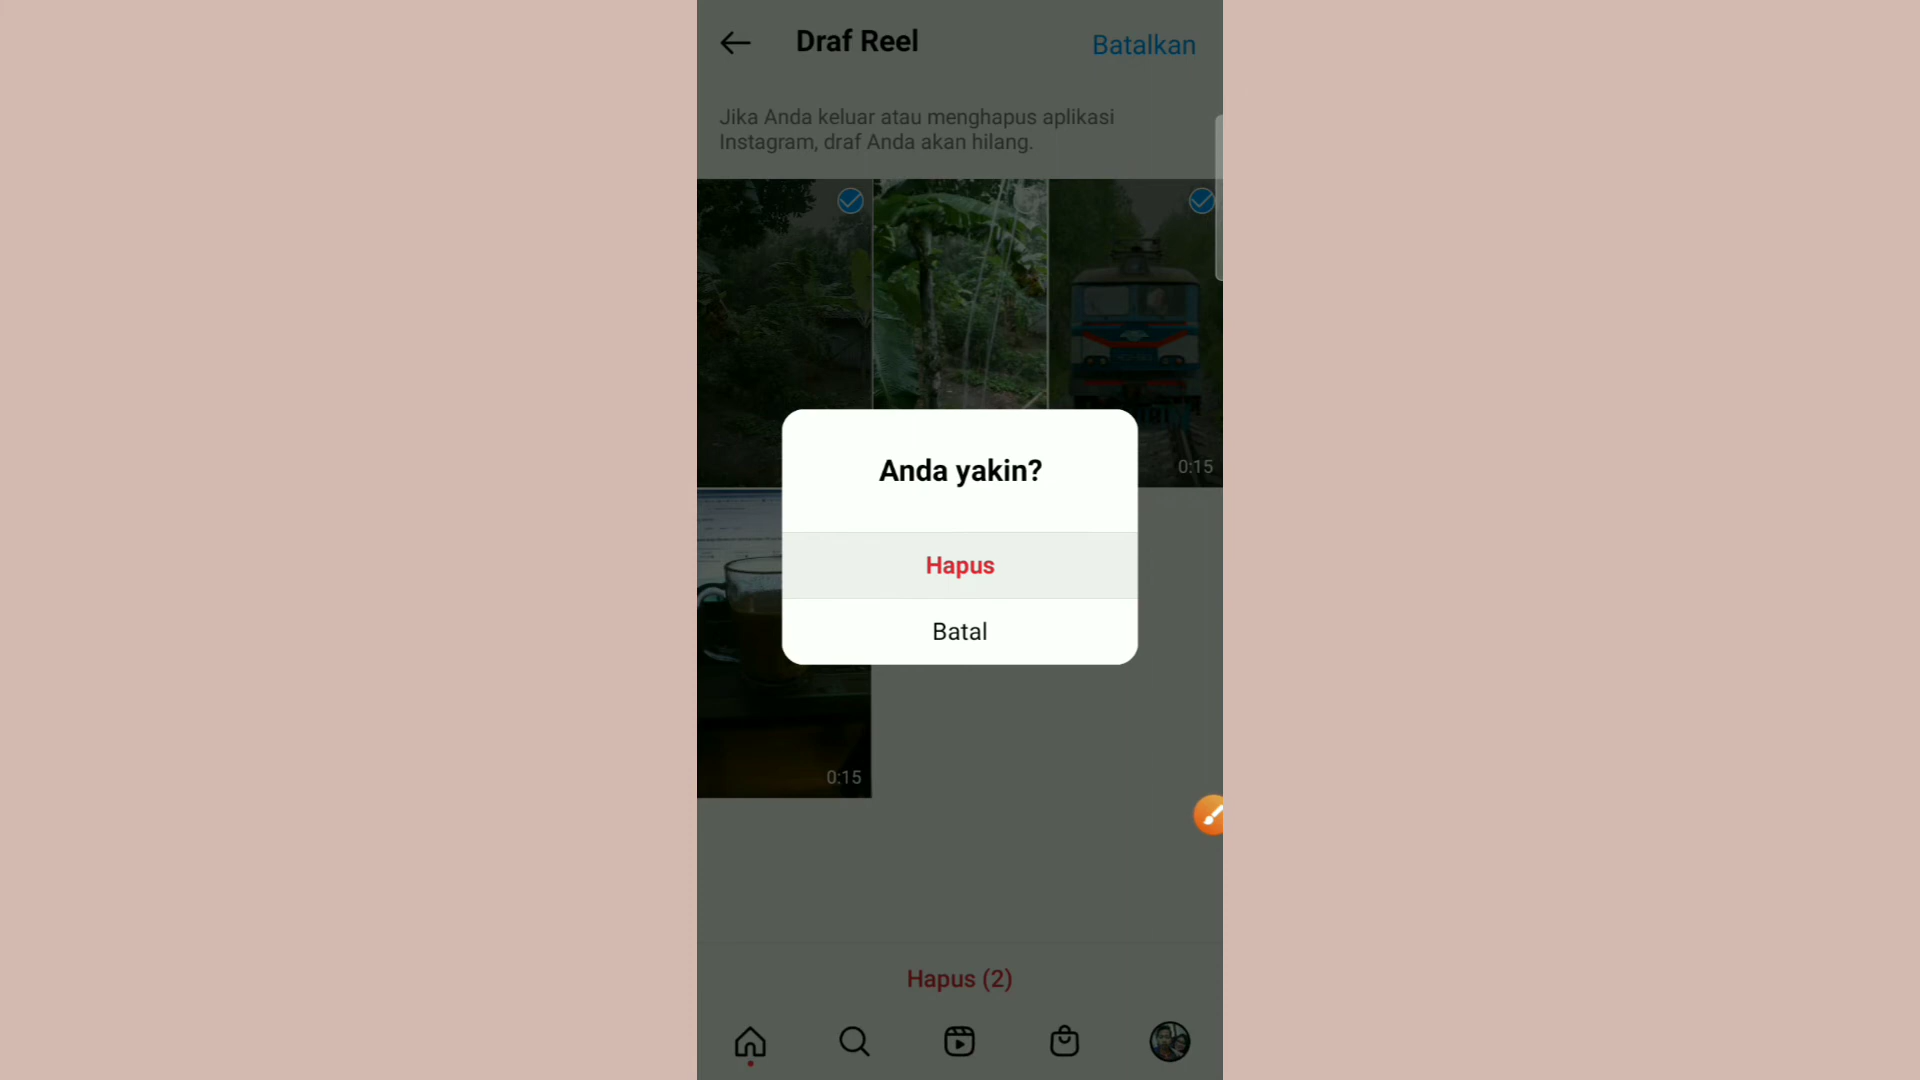 Draf Reel
Batalkan
Jika Anda keluar atau menghapus aplikasi
Instagram, draf Anda akan hilang.
0:15
Anda yakin?
Hapus
Batal
0:15
Hapus (2)